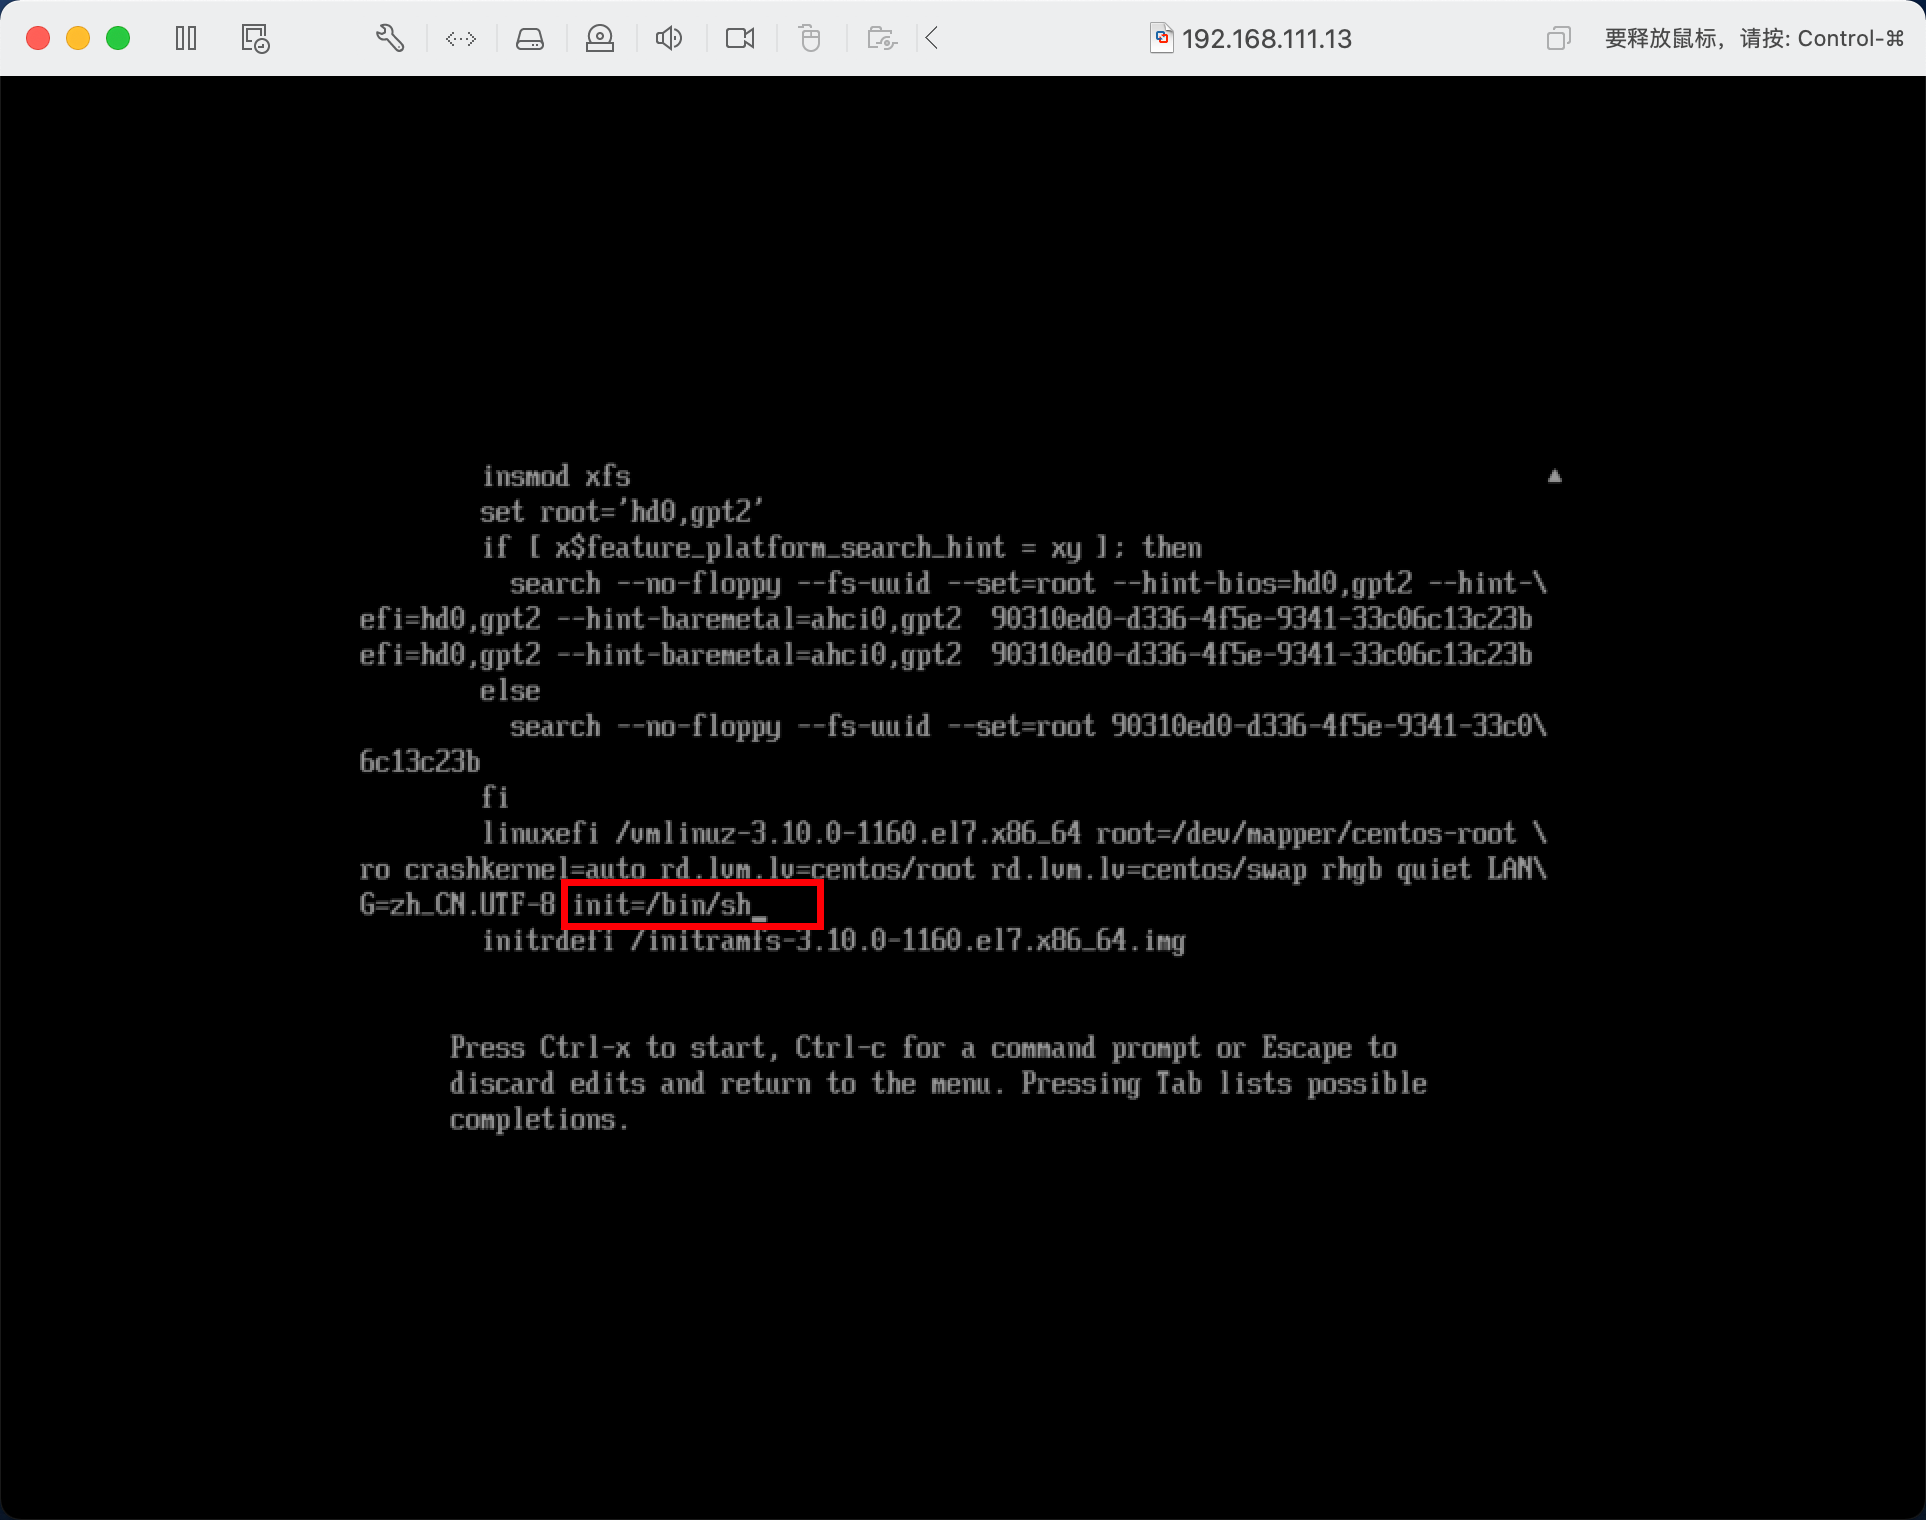 192.168.111.13
要释放鼠标，请按: Control-⌘
insmod xfs
set root='hd0,gpt2'
if [ x$feature_platform_search_hint = xy ]; then
search --no-floppy --fs-uuid --set=root --hint-bios=hd0,gpt2 --hint-\
efi=hd0,gpt2 --hint-baremetal=ahci0,gpt2  90310ed0-d336-4f5e-9341-33c06c13c23b
efi=hd0,gpt2 --hint-baremetal=ahci0,gpt2  90310ed0-d336-4f5e-9341-33c06c13c23b
else
search --no-floppy --fs-uuid --set=root 90310ed0-d336-4f5e-9341-33c0\
6c13c23b
fi
linuxefi /vmlinuz-3.10.0-1160.el7.x86_64 root=/dev/mapper/centos-root \
ro crashkernel=auto rd.lvm.lv=centos/root rd.lvm.lv=centos/swap rhgb quiet LAN\
G=zh_CN.UTF-8 init=/bin/sh_
initrdefi /initramfs-3.10.0-1160.el7.x86_64.img
Press Ctrl-x to start, Ctrl-c for a command prompt or Escape to
discard edits and return to the menu. Pressing Tab lists possible
completions.